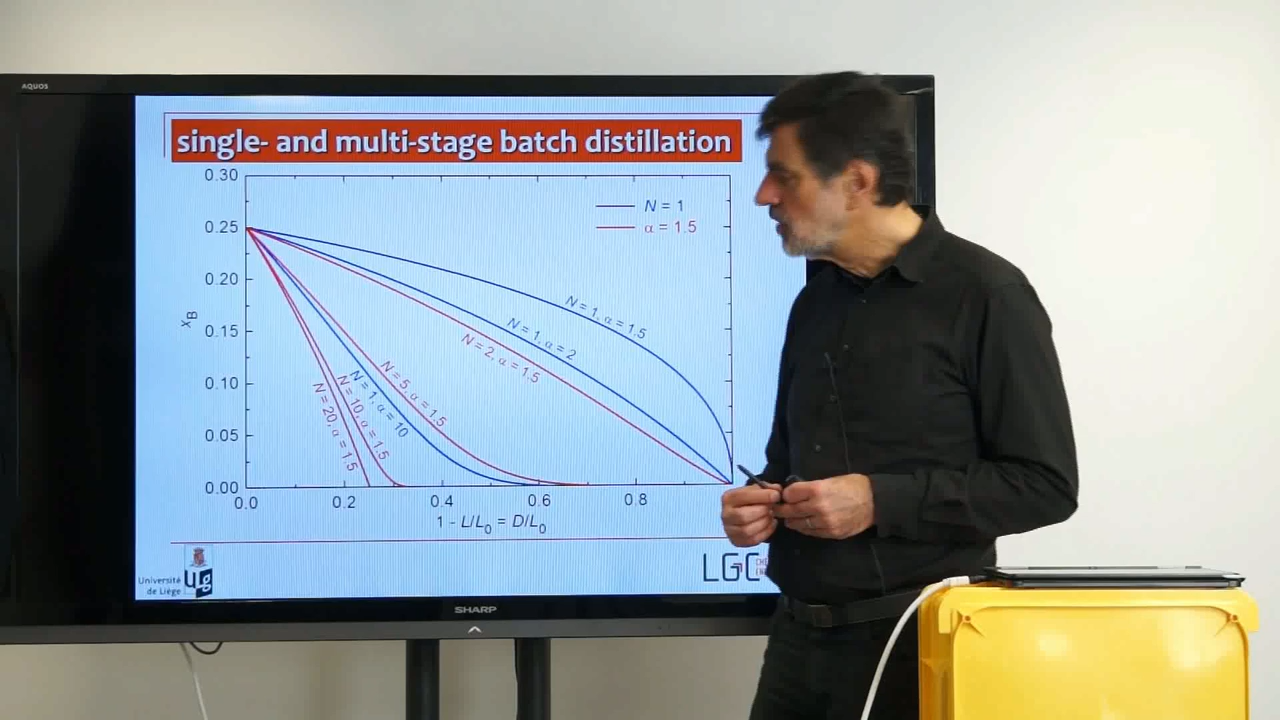 AQUOS
single- and multi-stage batch distillation
0.30
0.25
0.20
0.15
0.10
0.05
0.00
x_B
N = 1
α = 1.5
N = 1, α = 1.5
N = 1, α = 2
N = 2, α = 1.5
N = 5, α = 1.5
N = 1, α = 10
N = 10, α = 1.5
N = 20, α = 1.5
0.0 0.2 0.4 0.6 0.8
1 - L/L₀ = D/L₀
Université
de Liège
ULg
LGC
SHARP